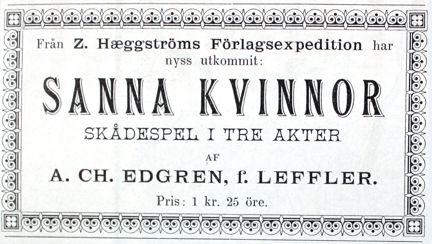 Från Z. Hæggströms Förlagsexpedition har
nyss utkommit:
SANNA KVINNOR
SKÅDESPEL I TRE AKTER
AF
A. CH. EDGREN, f. LEFFLER.
Pris: 1 kr. 25 öre.